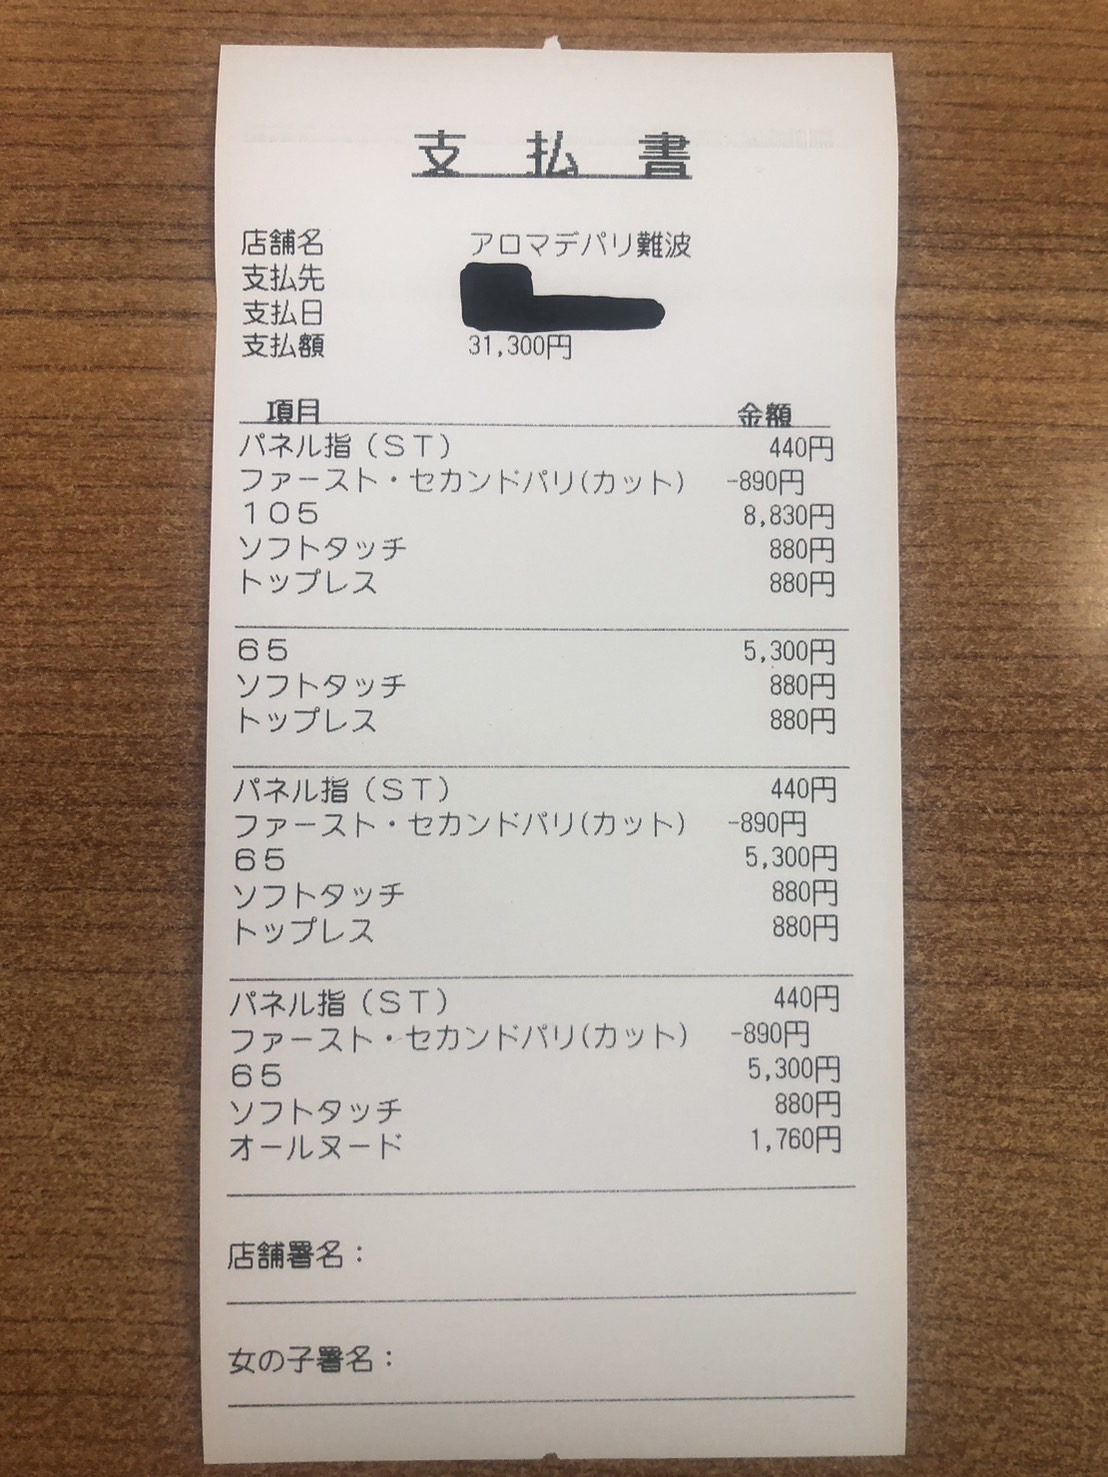 支払書
店舗名 アロマデパリ難波
支払先
支払日
支払額 31,300円
項目 金額
パネル指（ＳＴ） 440円
ファースト・セカンドパリ(カット) -890円
１０５ 8,830円
ソフトタッチ 880円
トップレス 880円
６５ 5,300円
ソフトタッチ 880円
トップレス 880円
パネル指（ＳＴ） 440円
ファースト・セカンドパリ(カット) -890円
６５ 5,300円
ソフトタッチ 880円
トップレス 880円
パネル指（ＳＴ） 440円
ファースト・セカンドパリ(カット) -890円
６５ 5,300円
ソフトタッチ 880円
オールヌード 1,760円
店舗署名：
女の子署名：